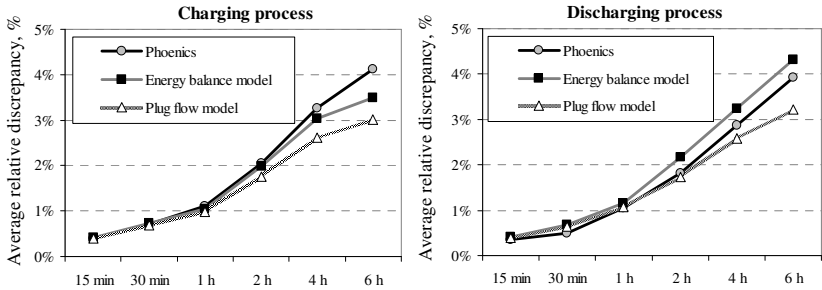 Charging process
Average relative discrepancy, %
5%
4%
3%
2%
1%
0%
Phoenics
Energy balance model
Plug flow model
15 min 30 min 1 h 2 h 4 h 6 h
Discharging process
Average relative discrepancy, %
5%
4%
3%
2%
1%
0%
Phoenics
Energy balance model
Plug flow model
15 min 30 min 1 h 2 h 4 h 6 h